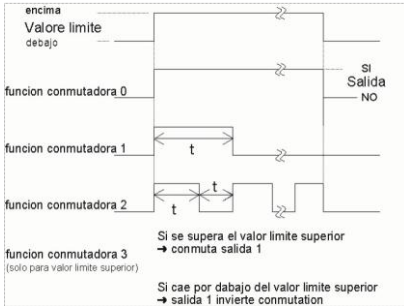 encima
Valore limite
debajo
SI
Salida
NO
funcion conmutadora 0
funcion conmutadora 1
t
funcion conmutadora 2
t
t
funcion conmutadora 3
(solo para valor limite superior)
Si se supera el valor limite superior
➔ conmuta salida 1
Si cae por dabajo del valor limite superior
➔ salida 1 invierte conmutation